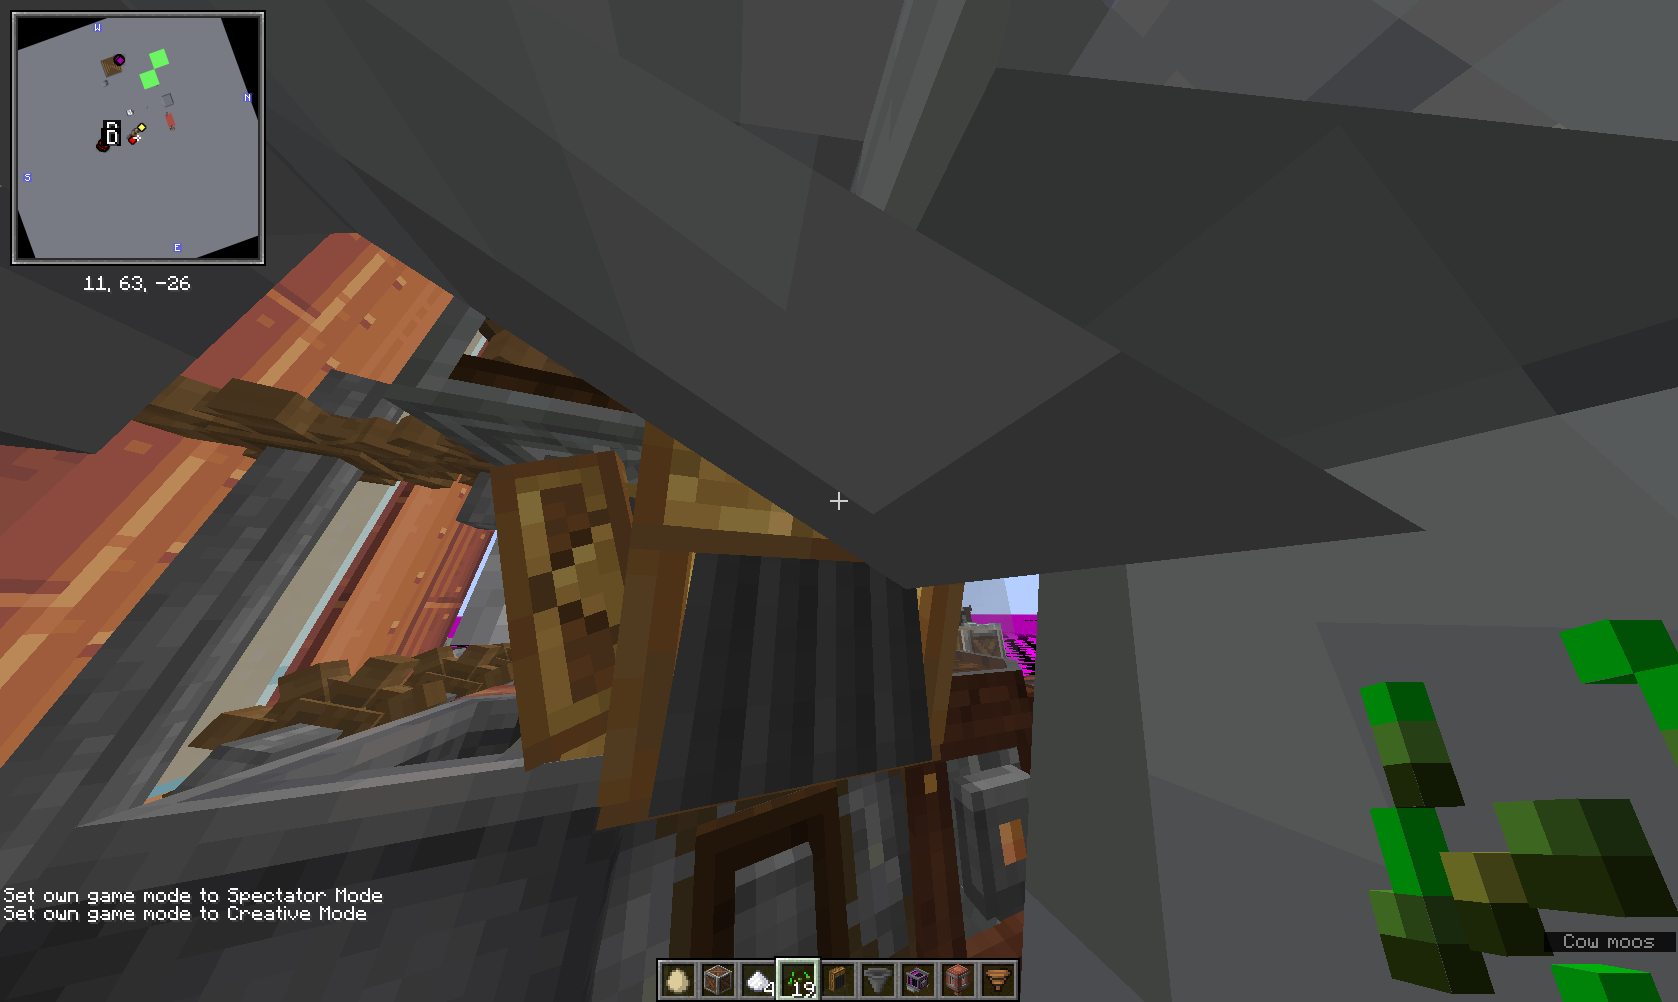 W
N
S
E
11, 63, -26
Set own game mode to Spectator Mode
Set own game mode to Creative Mode
Cow moos
4
19